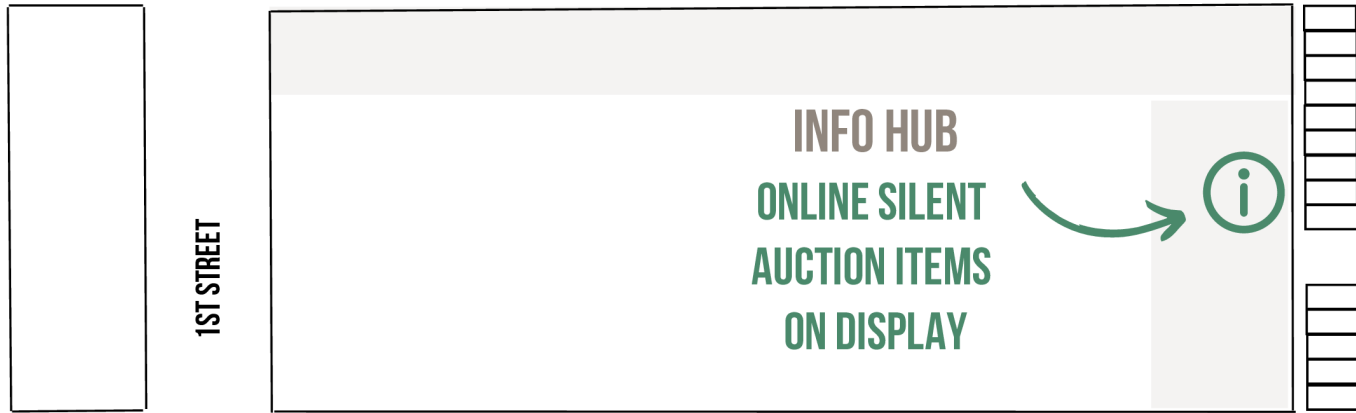 1ST STREET
INFO HUB
ONLINE SILENT
AUCTION ITEMS
ON DISPLAY
i